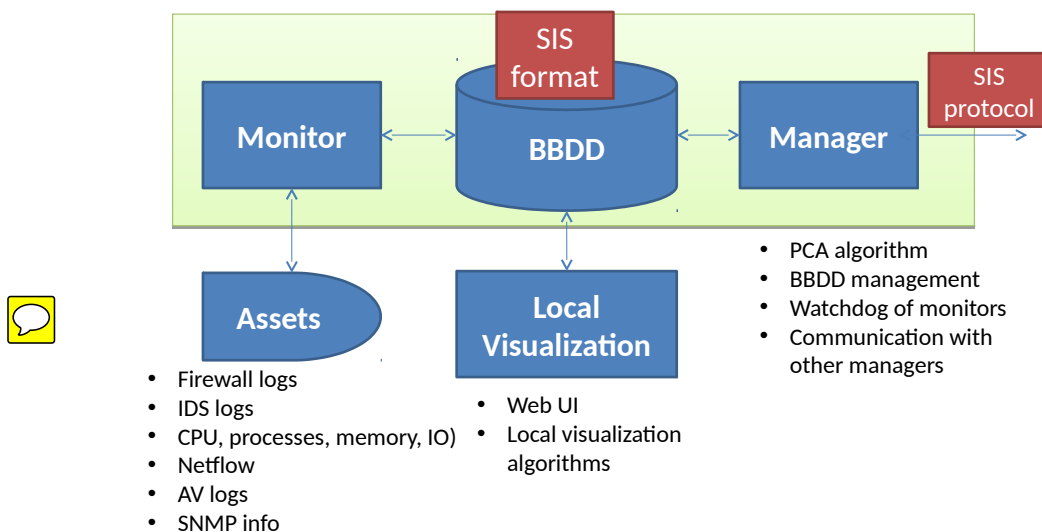 SIS
format
SIS
protocol
Monitor
BBDD
Manager
Assets
Local
Visualization
• PCA algorithm
• BBDD management
• Watchdog of monitors
• Communication with
other managers
• Firewall logs
• IDS logs
• CPU, processes, memory, IO)
• Netflow
• AV logs
• SNMP info
• Web UI
• Local visualization
algorithms